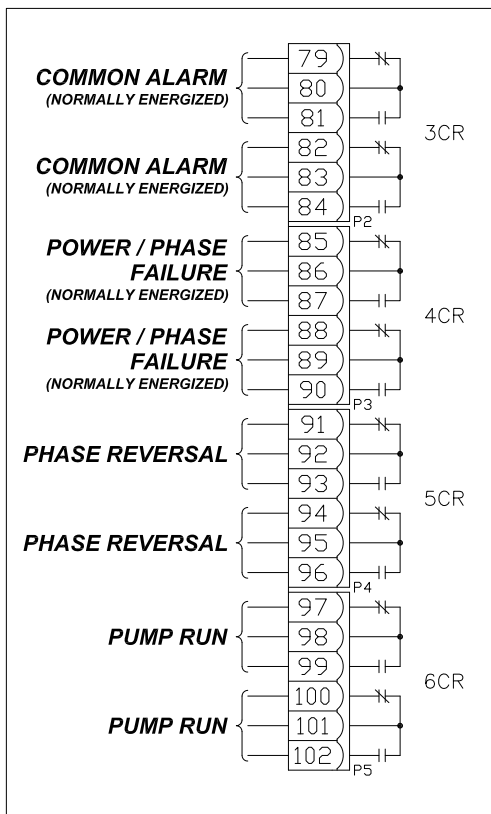 79
COMMON ALARM
(NORMALLY ENERGIZED)
80
81
3CR
82
COMMON ALARM
(NORMALLY ENERGIZED)
83
84
P2
85
POWER / PHASE
FAILURE
(NORMALLY ENERGIZED)
86
87
4CR
88
POWER / PHASE
FAILURE
(NORMALLY ENERGIZED)
89
90
P3
91
PHASE REVERSAL
92
93
5CR
94
PHASE REVERSAL
95
96
P4
97
PUMP RUN
98
99
6CR
100
PUMP RUN
101
102
P5